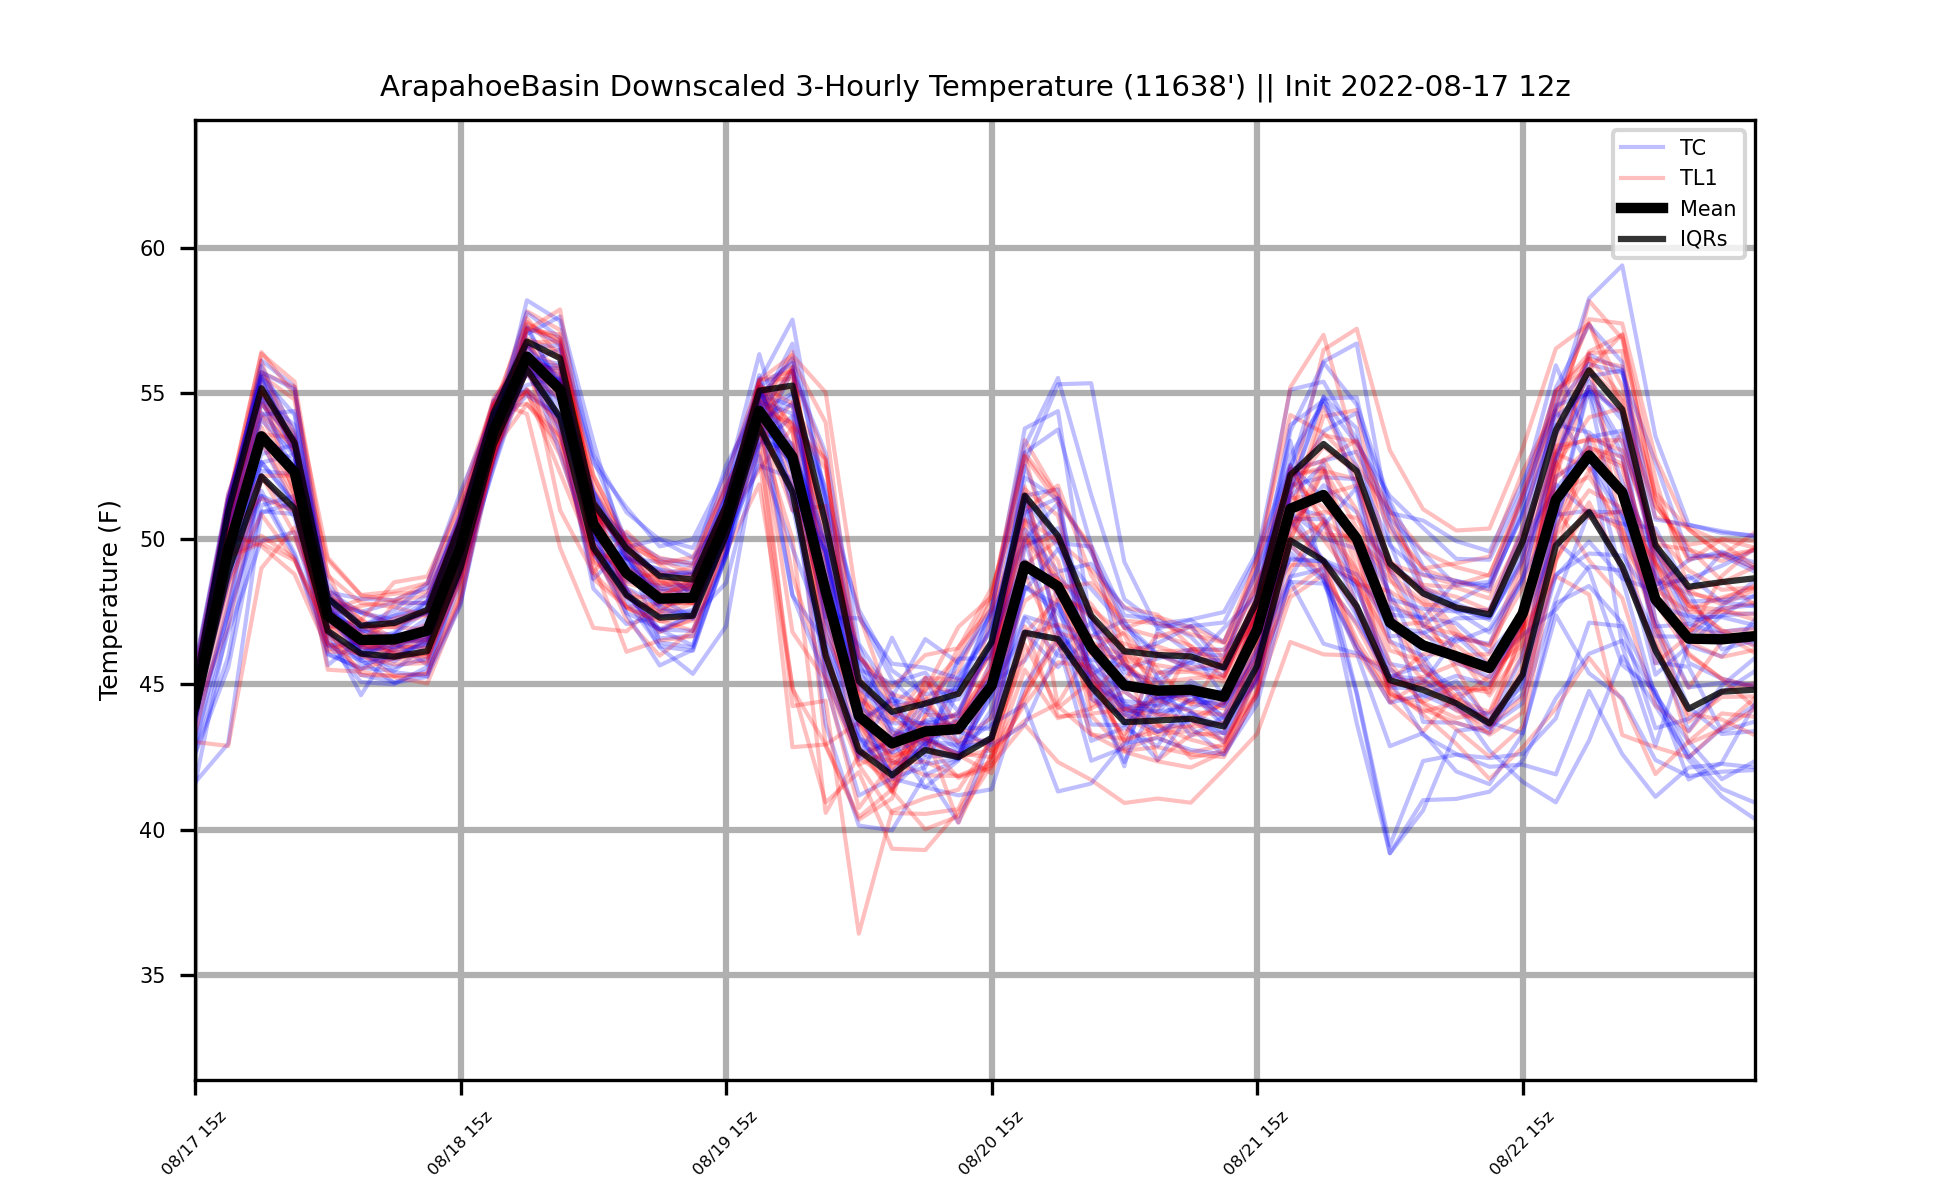 ArapahoeBasin Downscaled 3-Hourly Temperature (11638') || Init 2022-08-17 12z
TC
TL1
Mean
IQRs
Temperature (F)
60
55
50
45
40
35
08/17 15z
08/18 15z
08/19 15z
08/20 15z
08/21 15z
08/22 15z